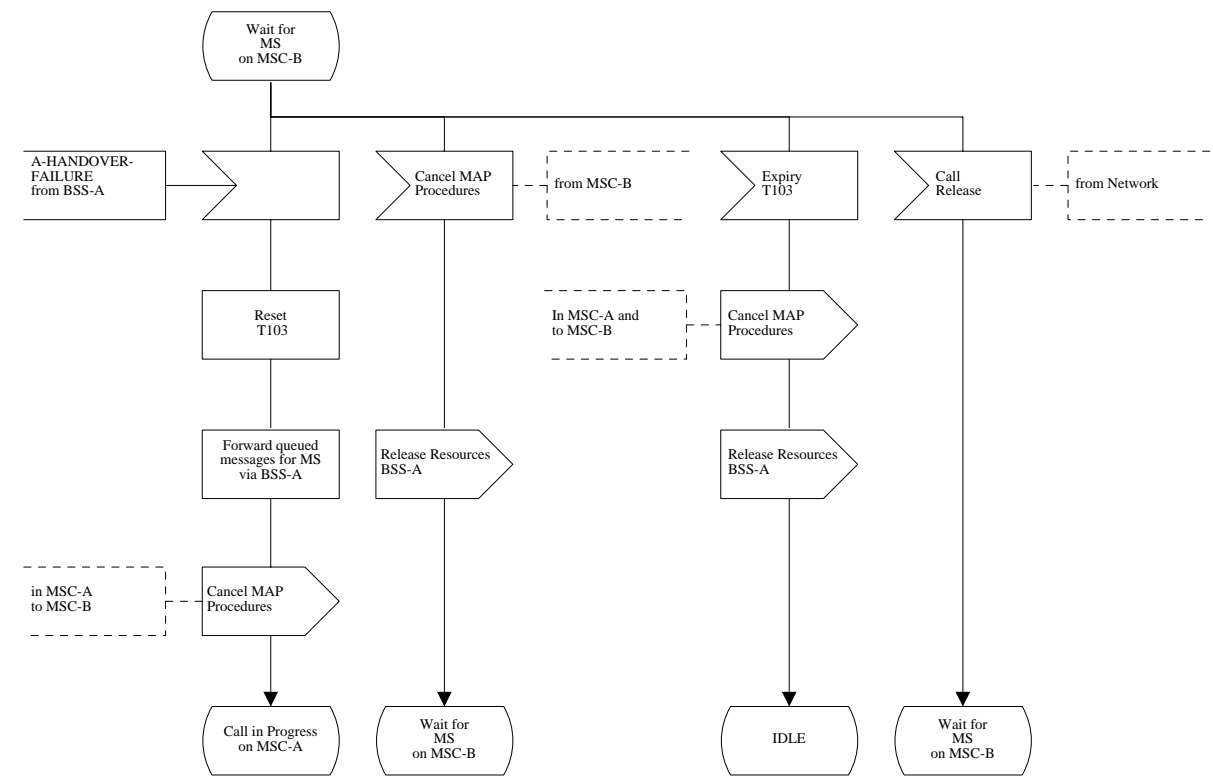 Wait for
MS
on MSC-B
A-HANDOVER-
FAILURE
from BSS-A
Cancel MAP
Procedures
from MSC-B
Expiry
T103
Call
Release
from Network
Reset
T103
In MSC-A and
to MSC-B
Cancel MAP
Procedures
Forward queued
messages for MS
via BSS-A
Release Resources
BSS-A
Release Resources
BSS-A
in MSC-A
to MSC-B
Cancel MAP
Procedures
Call in Progress
on MSC-A
Wait for
MS
on MSC-B
IDLE
Wait for
MS
on MSC-B